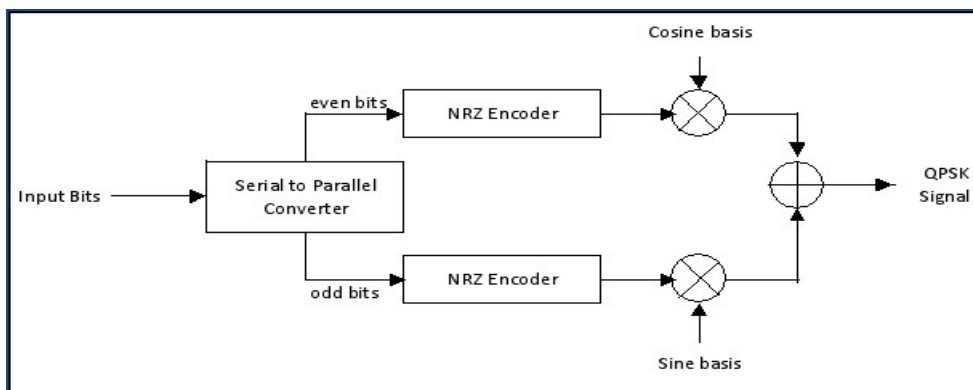 Cosine basis
even bits
NRZ Encoder
Input Bits
Serial to Parallel
Converter
QPSK
Signal
odd bits
NRZ Encoder
Sine basis